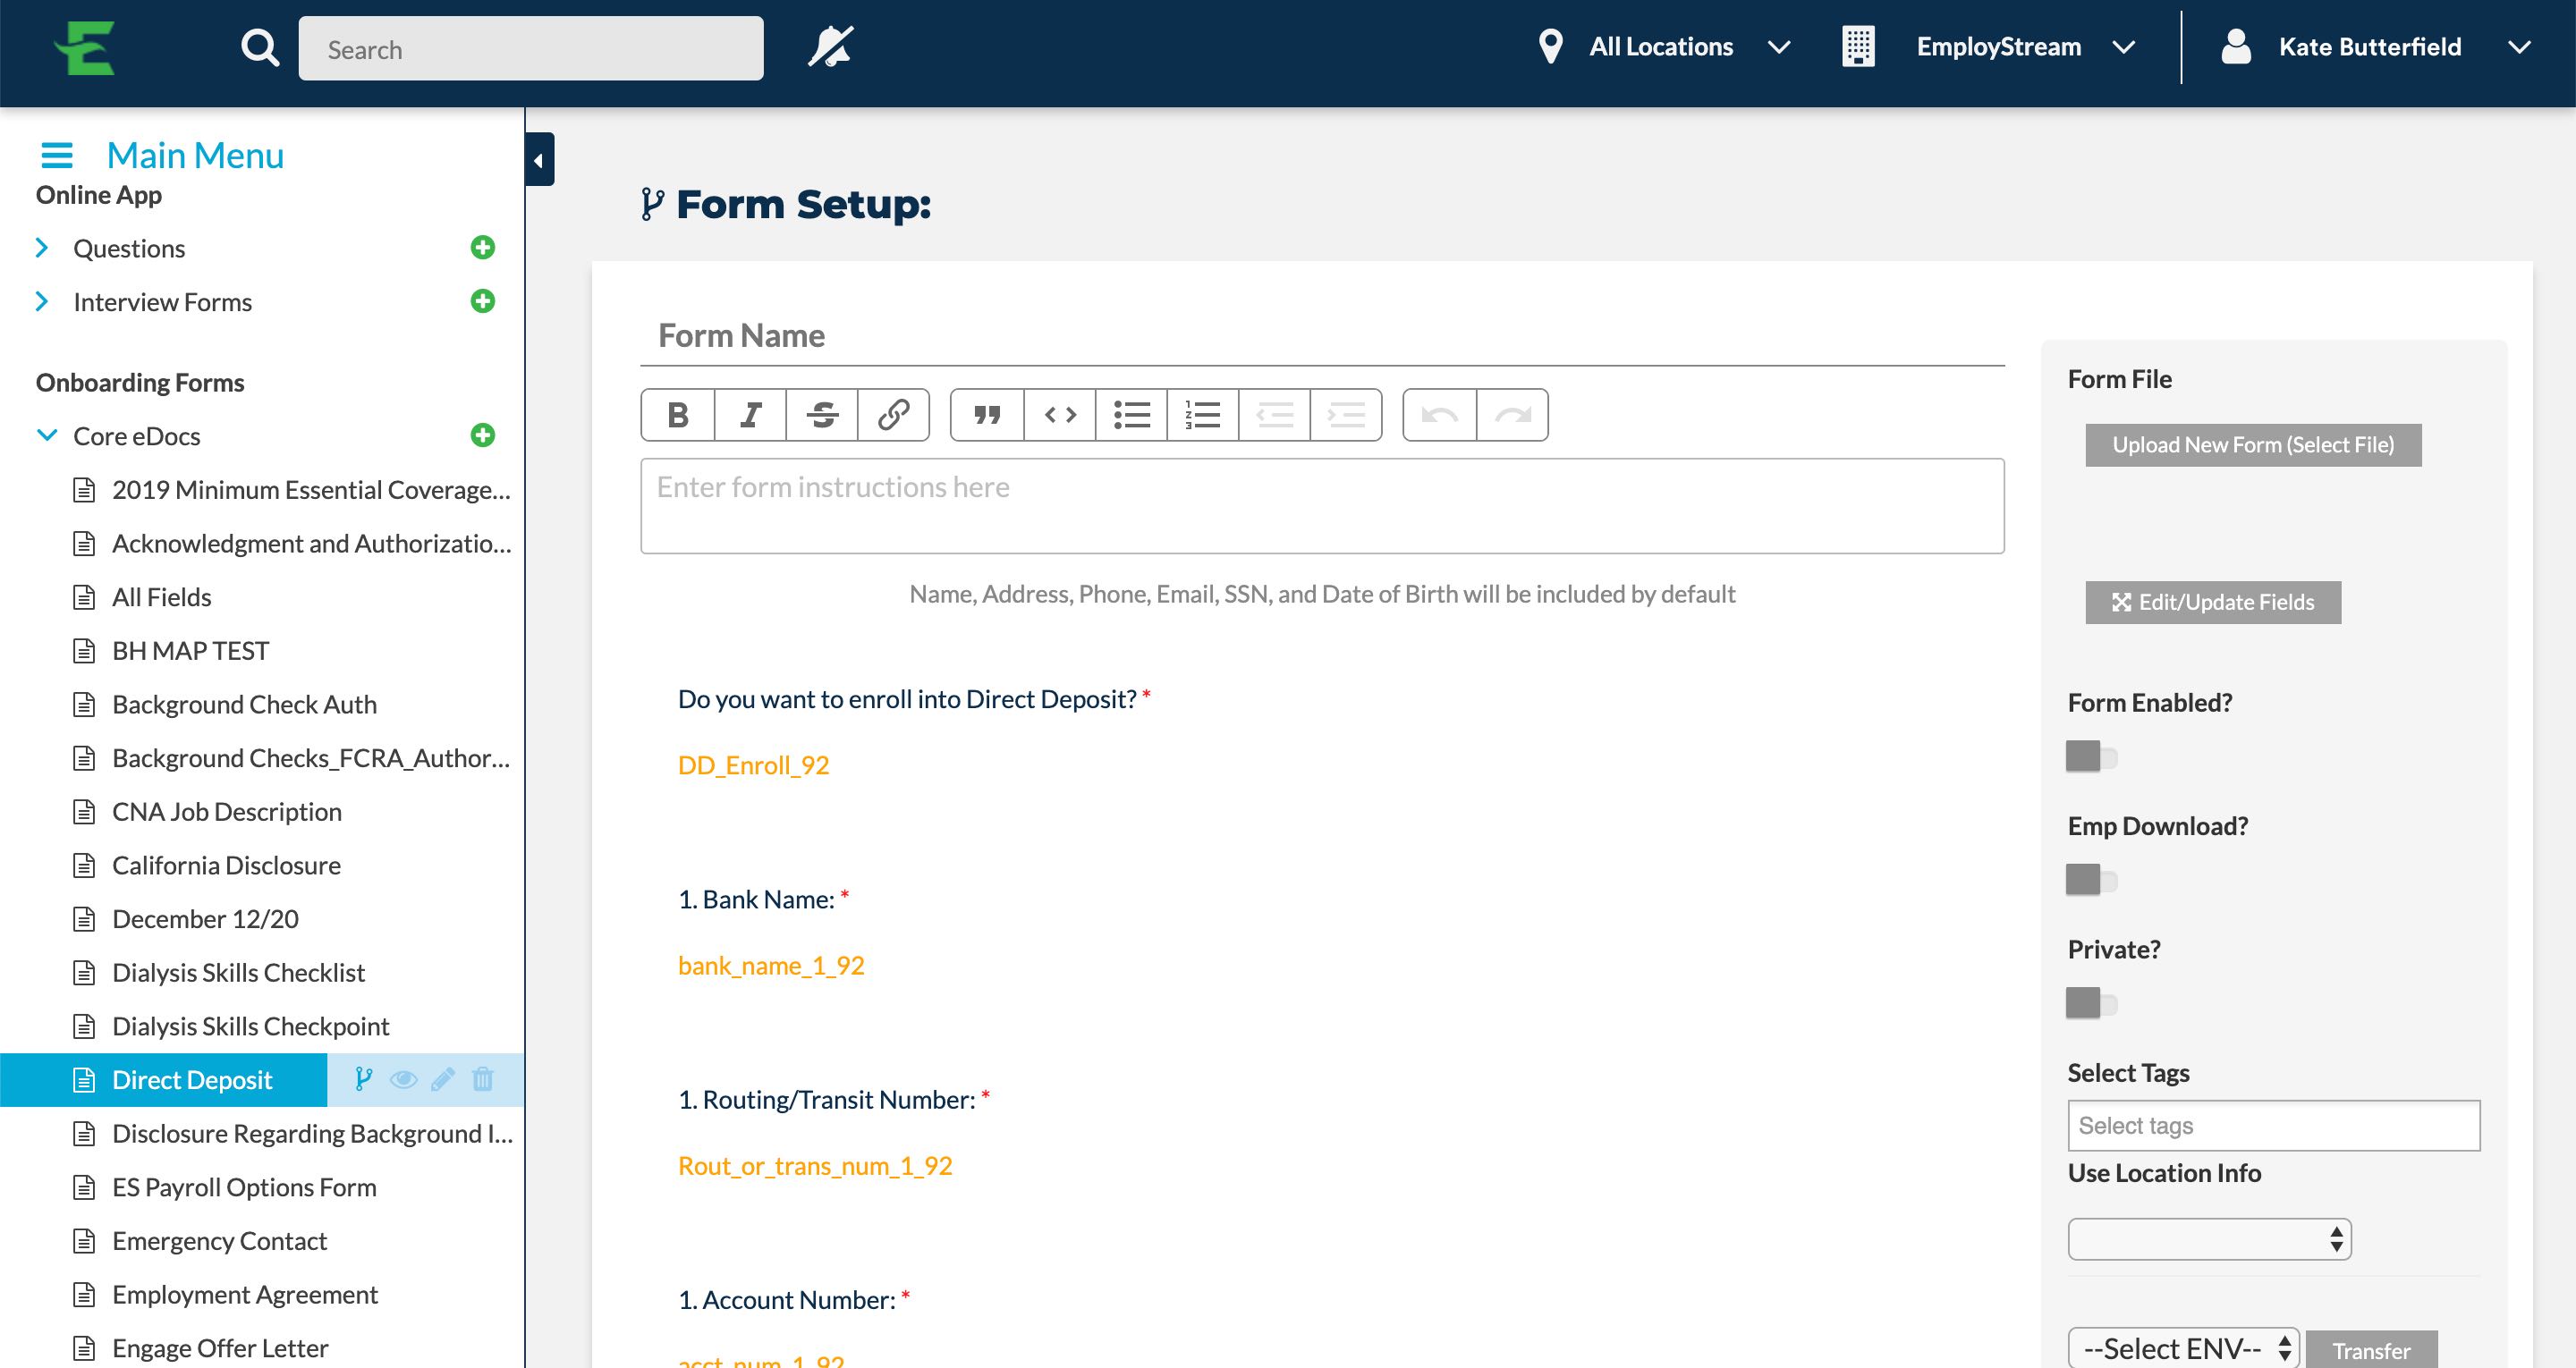 Search
All Locations
EmployStream
Kate Butterfield
Main Menu
Online App
Questions
Interview Forms
Onboarding Forms
Core eDocs
2019 Minimum Essential Coverage...
Acknowledgment and Authorizatio...
All Fields
BH MAP TEST
Background Check Auth
Background Checks_FCRA_Author...
CNA Job Description
California Disclosure
December 12/20
Dialysis Skills Checklist
Dialysis Skills Checkpoint
Direct Deposit
Disclosure Regarding Background I...
ES Payroll Options Form
Emergency Contact
Employment Agreement
Engage Offer Letter
Form Setup:
Form Name
Enter form instructions here
Name, Address, Phone, Email, SSN, and Date of Birth will be included by default
Do you want to enroll into Direct Deposit? *
DD_Enroll_92
1. Bank Name: *
bank_name_1_92
1. Routing/Transit Number: *
Rout_or_trans_num_1_92
1. Account Number: *
acct_num_1_92
Form File
Upload New Form (Select File)
Edit/Update Fields
Form Enabled?
Emp Download?
Private?
Select Tags
Select tags
Use Location Info
--Select ENV--
Transfer